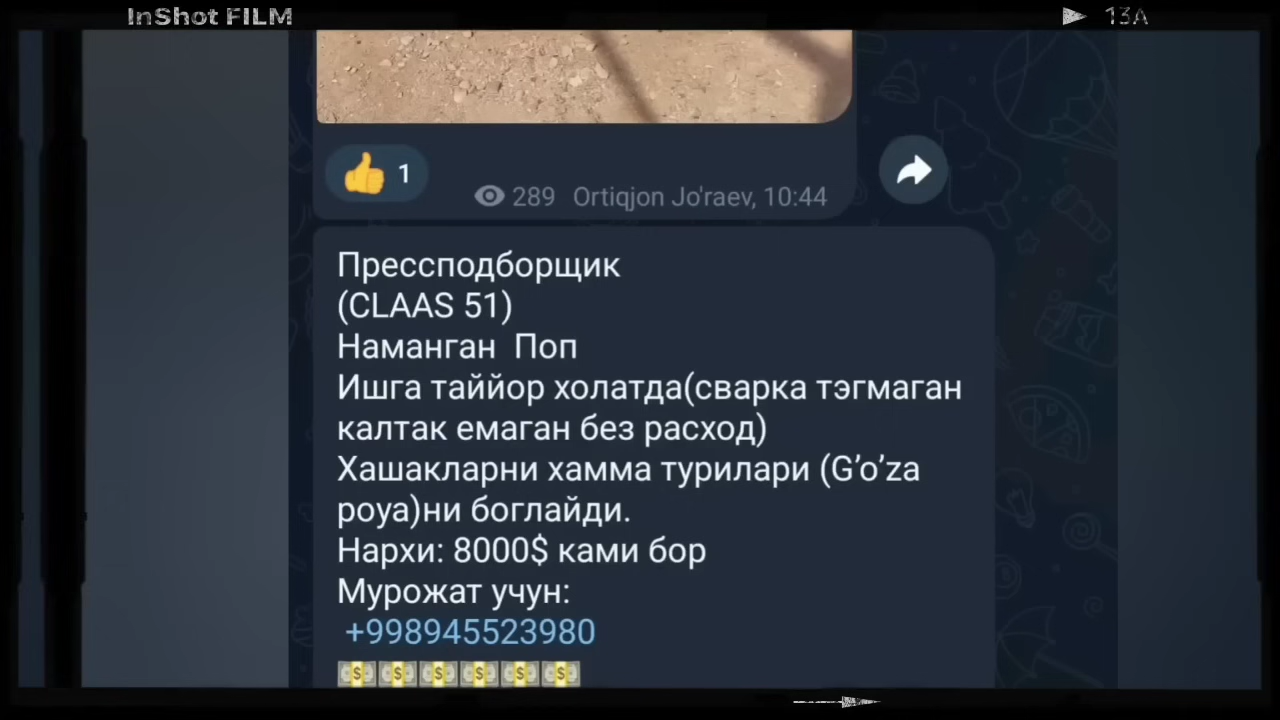 InShot FILM
13A
1
289 Ortiqjon Jo'raev, 10:44
Прессподборщик
(CLAAS 51)
Наманган Поп
Ишга таййор холатда(сварка тэгмаган
калтак емаган без расход)
Хашакларни хамма турилари (G’o’za
poya)ни боглайди.
Нархи: 8000$ ками бор
Мурожат учун:
+998945523980